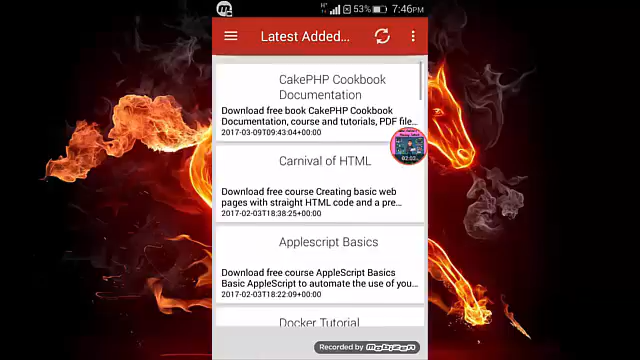 53% 7:46PM
Latest Added...
CakePHP Cookbook
Documentation
Download free book CakePHP Cookbook
Documentation, course and tutorials, PDF file...
2017-03-09T09:43:04+00:00
Carnival of HTML
Download free course Creating basic web
pages with straight HTML code and a pre...
2017-02-03T18:38:25+00:00
Applescript Basics
Download free course AppleScript Basics
Basic AppleScript to automate the use of you...
2017-02-03T18:22:09+00:00
Docker Tutorial
Recorded by Mobizen